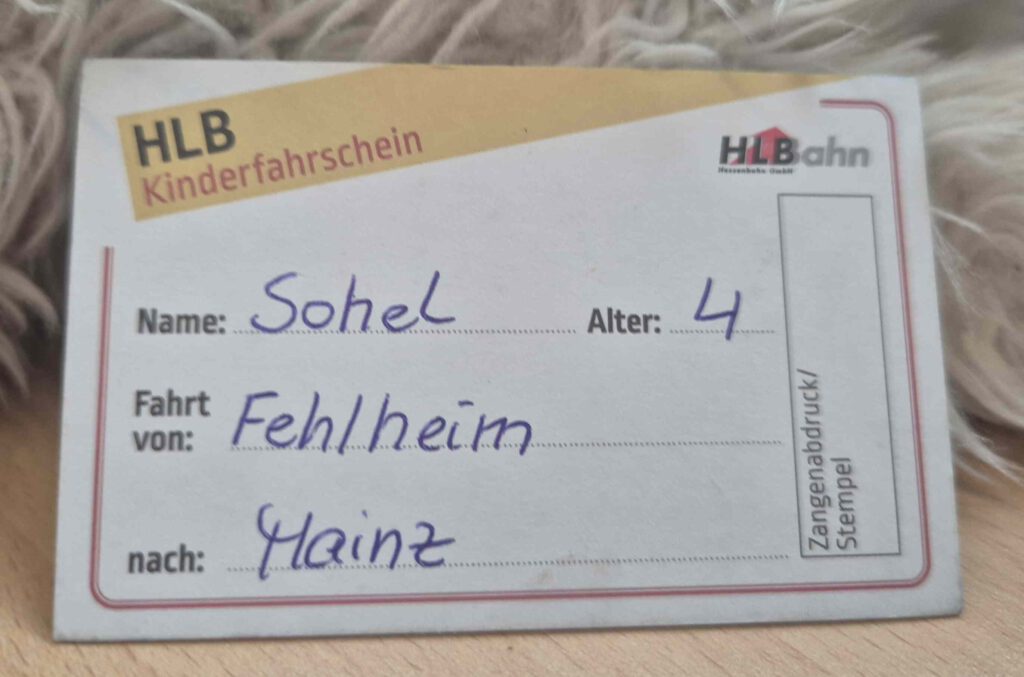 HLB
Kinderfahrschein
HLBahn
Hessenbahn GmbH
Name: Sohel Alter: 4
Fahrt
von: Fehlheim
nach: Mainz
Zangenabdruck/
Stempel